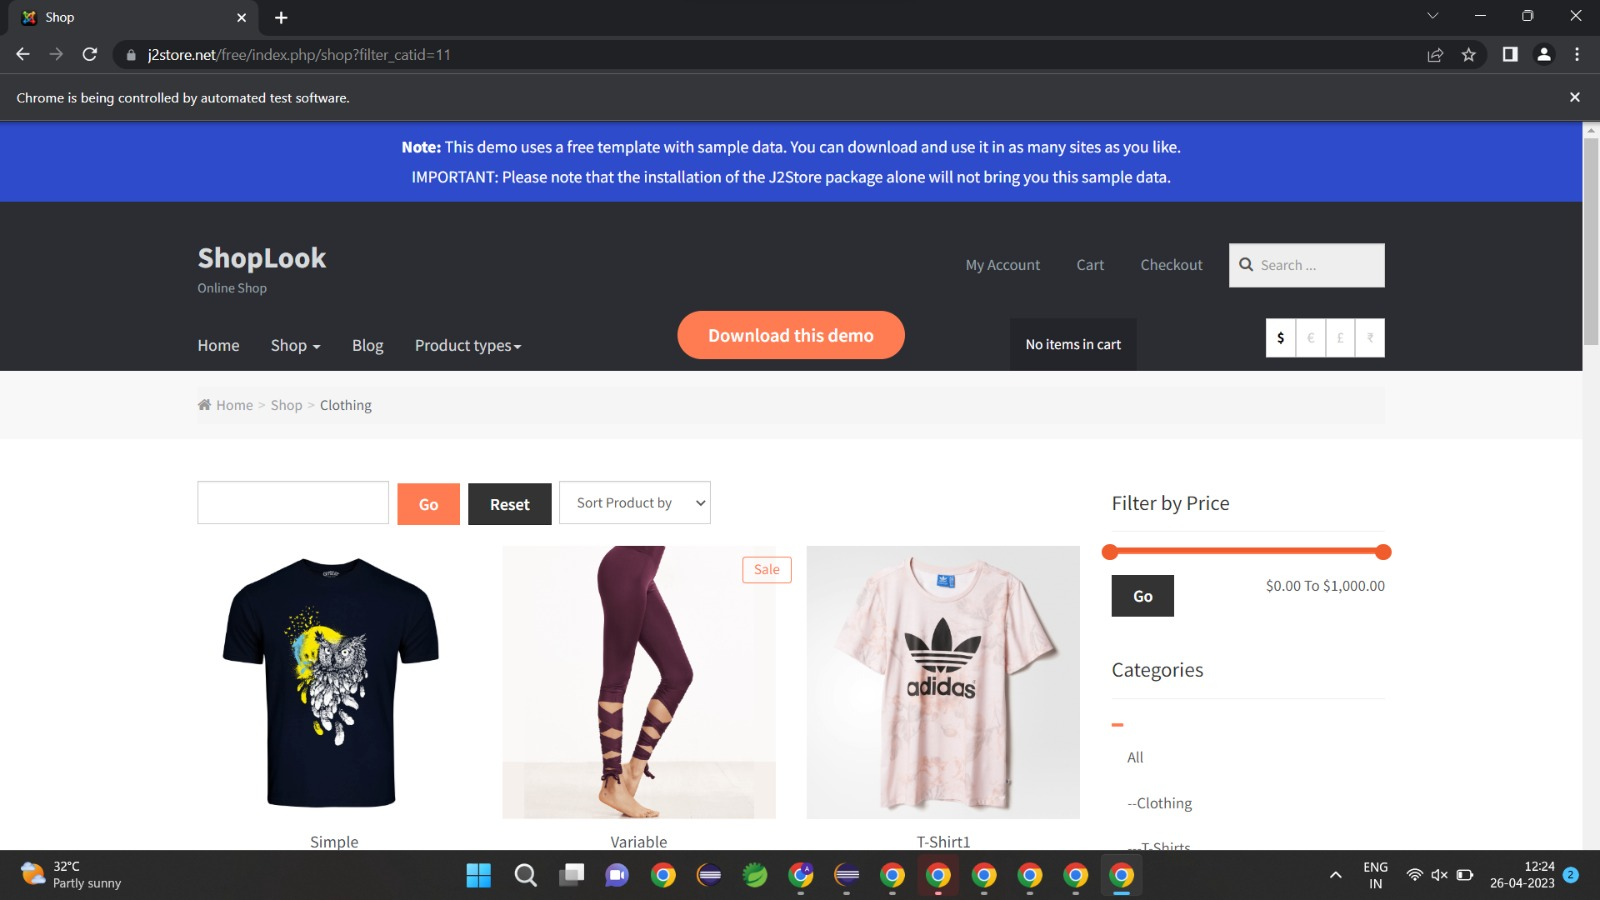 Shop
j2store.net/free/index.php/shop?filter_catid=11
Chrome is being controlled by automated test software.
Note: This demo uses a free template with sample data. You can download and use it in as many sites as you like.
IMPORTANT: Please note that the installation of the J2Store package alone will not bring you this sample data.
ShopLook
Online Shop
My Account
Cart
Checkout
Search ...
Home
Shop
Blog
Product types
Download this demo
No items in cart
$ € £ ₹
Home > Shop > Clothing
Go
Reset
Sort Product by
Sale
adidas
Simple
Variable
T-Shirt1
Filter by Price
Go
$0.00 To $1,000.00
Categories
All
--Clothing
---T-Shirts
32°C
Partly sunny
ENG
IN
12:24
26-04-2023
2